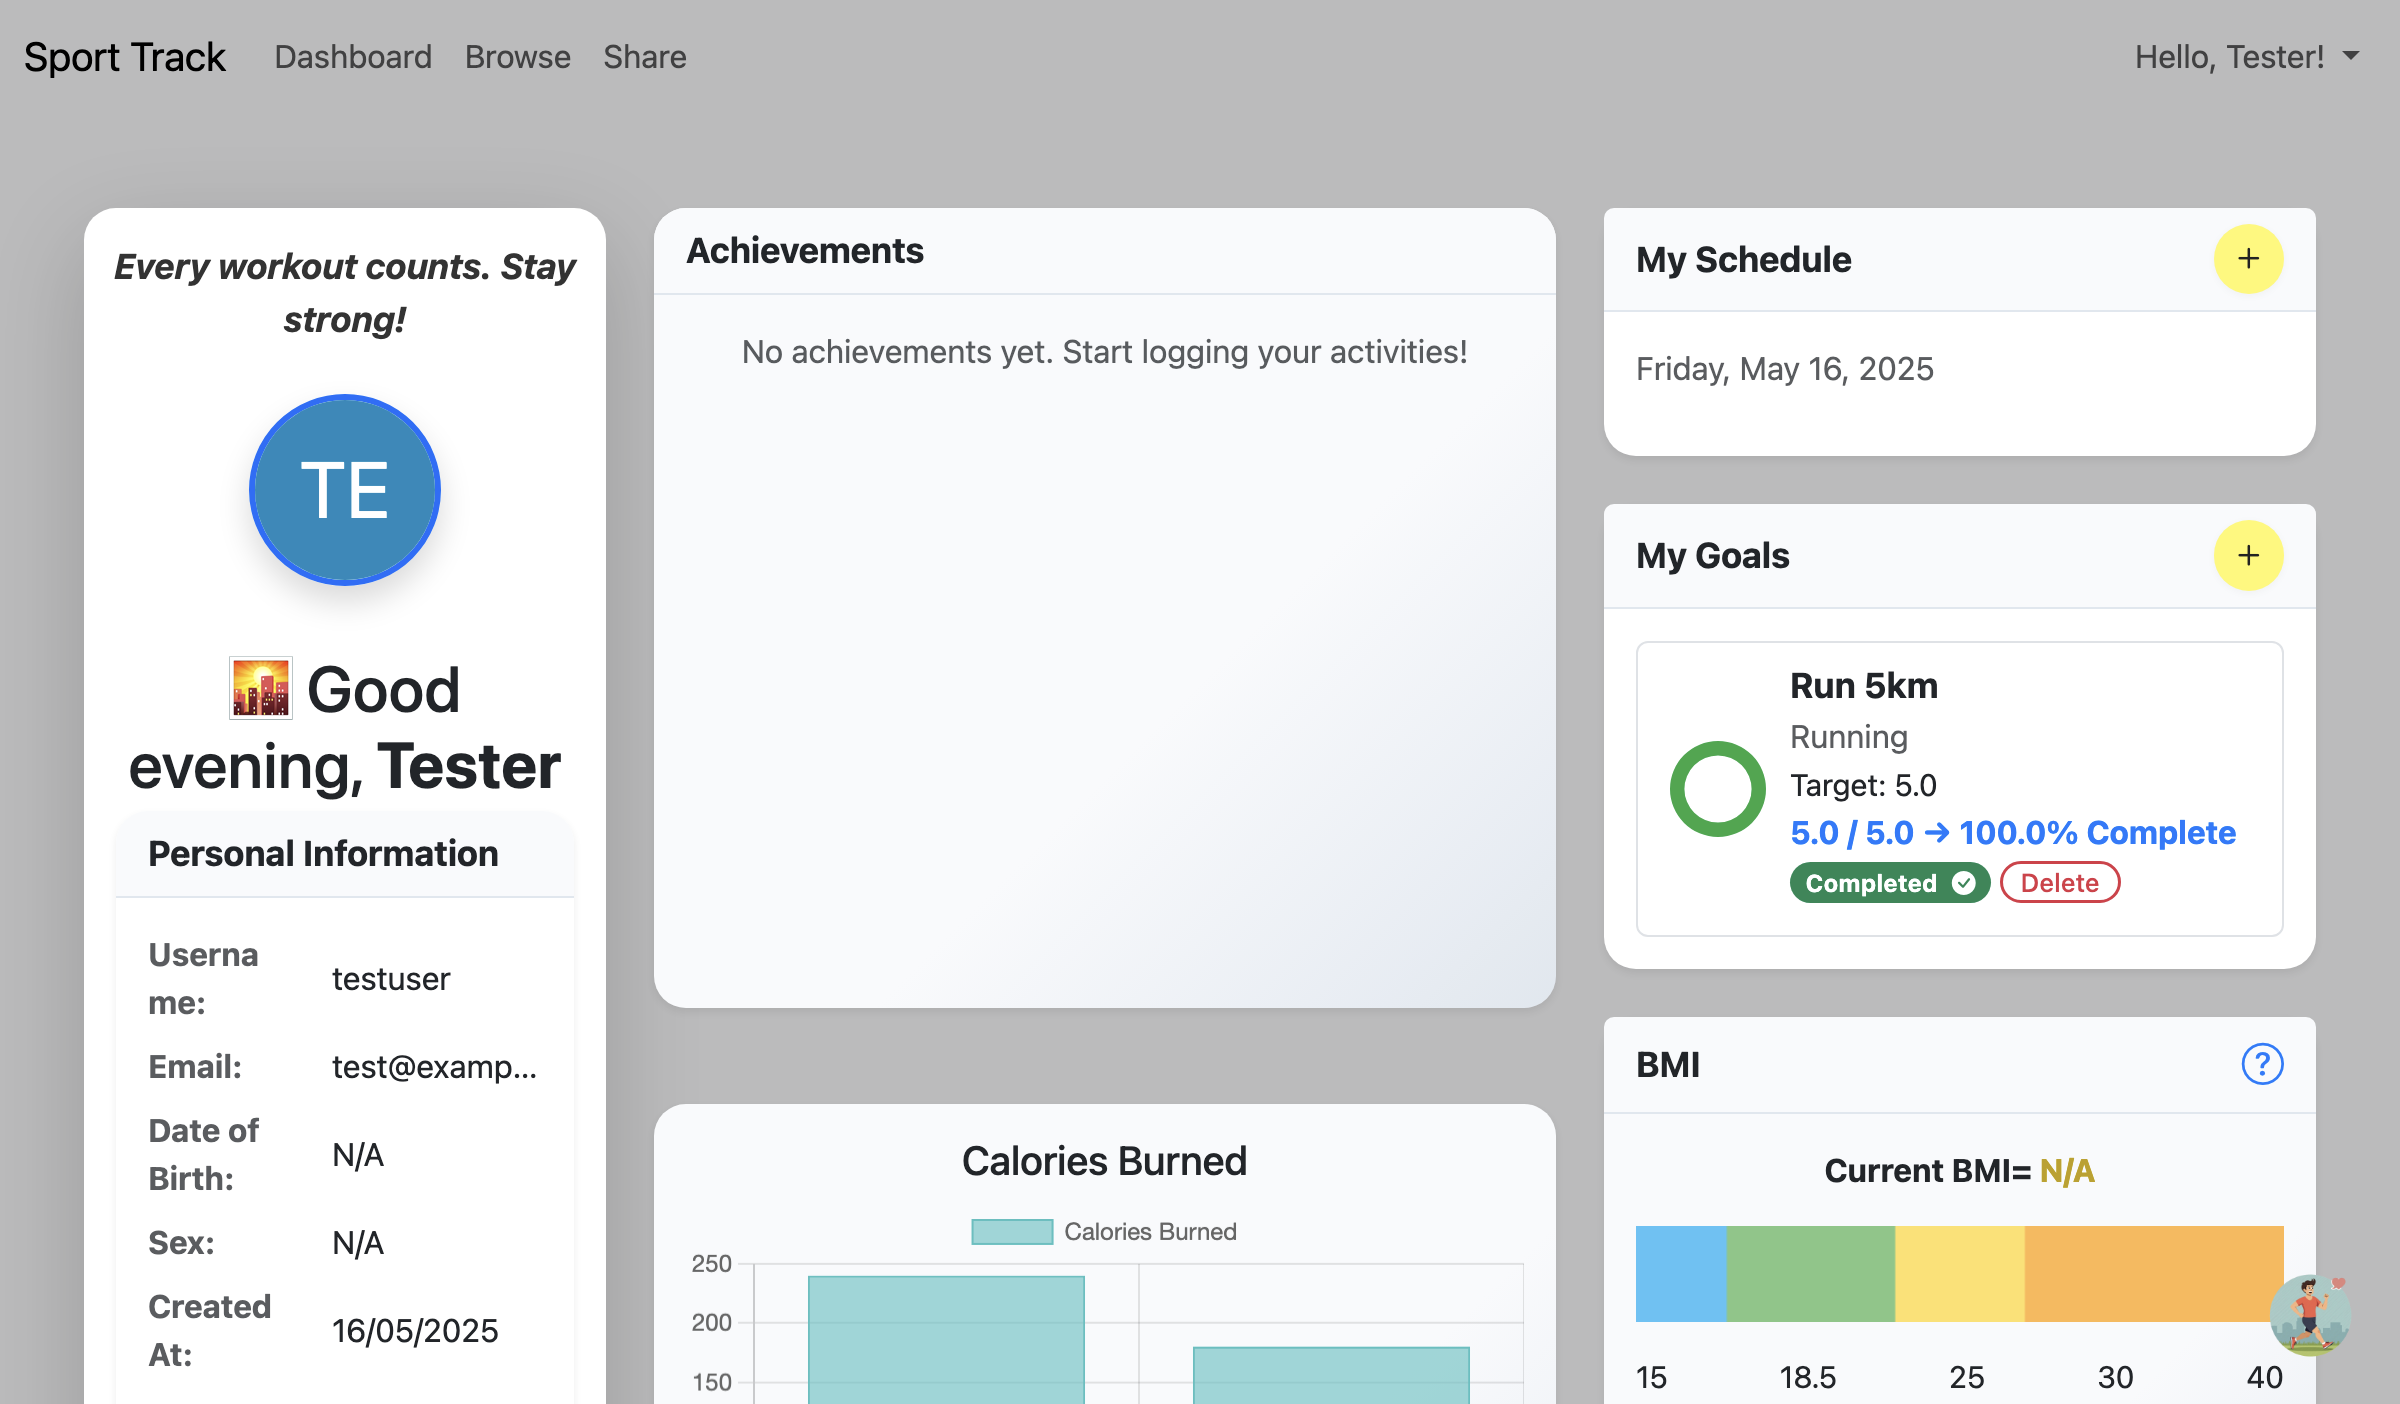 Sport Track
Dashboard
Browse
Share
Hello, Tester!
Every workout counts. Stay
strong!
TE
Good
evening, Tester
Personal Information
Userna
me:
testuser
Email:
test@examp...
Date of
Birth:
N/A
Sex:
N/A
Created
At:
16/05/2025
Achievements
No achievements yet. Start logging your activities!
Calories Burned
Calories Burned
250
200
150
My Schedule
+
Friday, May 16, 2025
My Goals
+
Run 5km
Running
Target: 5.0
5.0 / 5.0 → 100.0% Complete
Completed
Delete
BMI
?
Current BMI= N/A
15 18.5 25 30 40